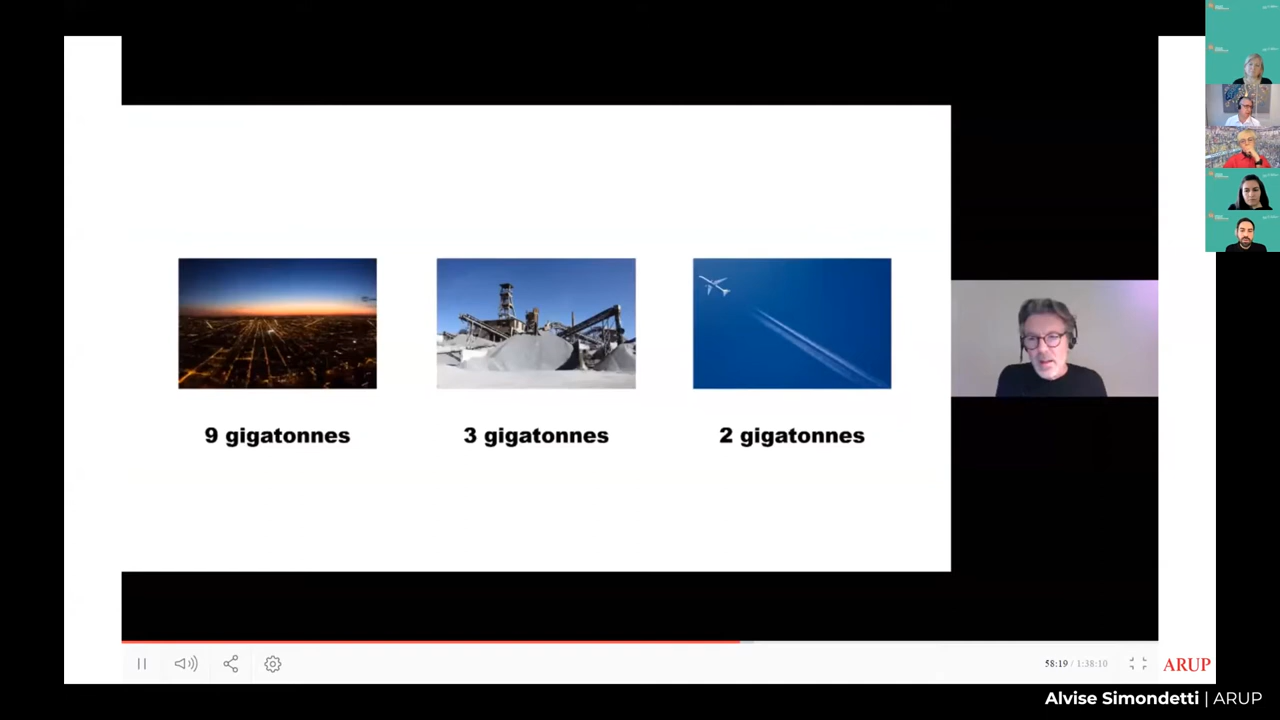 9 gigatonnes
3 gigatonnes
2 gigatonnes
58:19 / 1:38:10
ARUP
Alvise Simondetti | ARUP